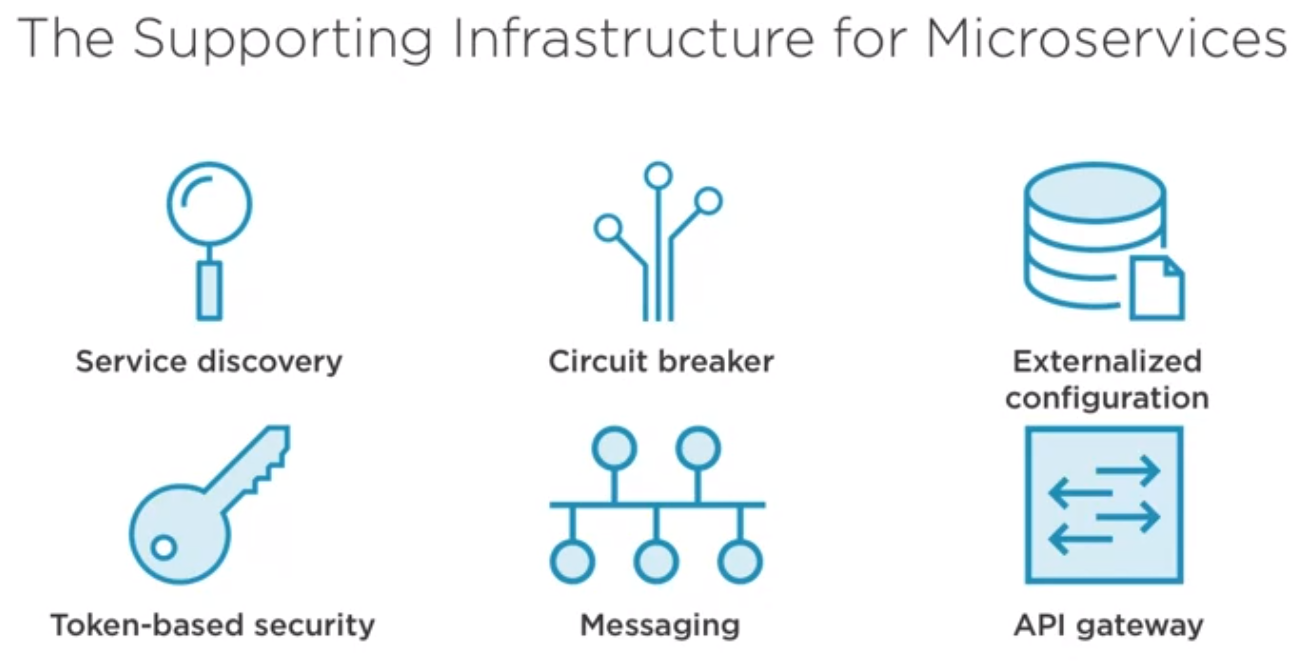 The Supporting Infrastructure for Microservices
Service discovery
Circuit breaker
Externalized
configuration
Token-based security
Messaging
API gateway